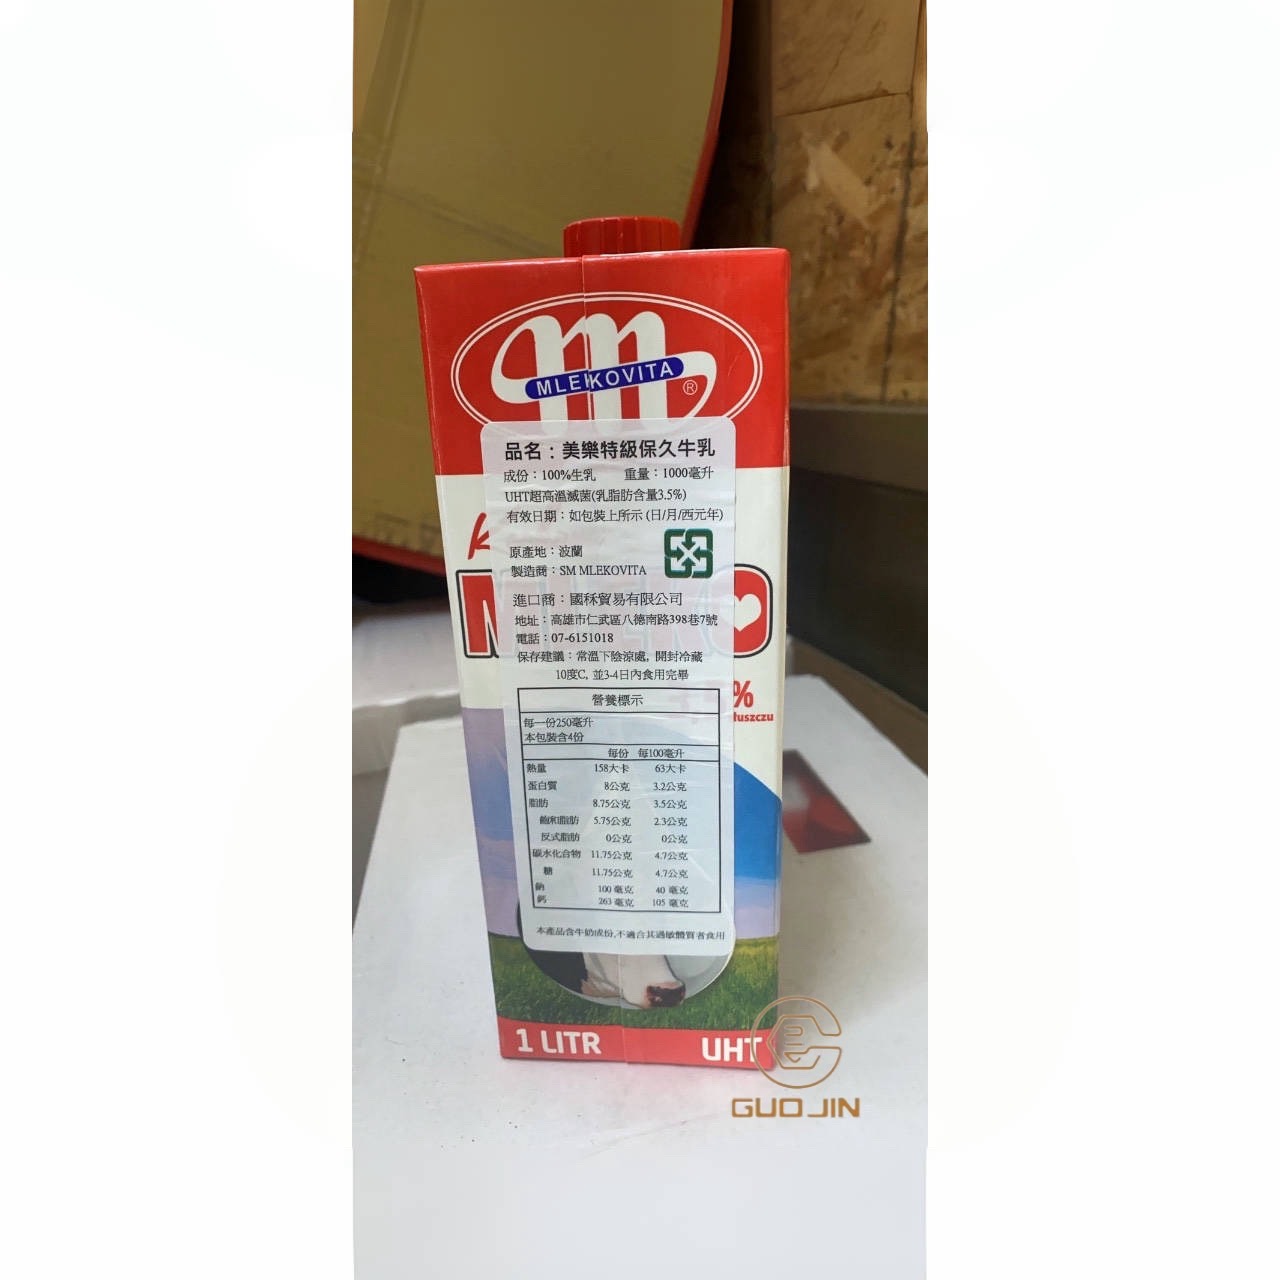 MLEKOVITA
®
品名：美樂特級保久牛乳
成份：100%生乳 重量：1000毫升
UHT超高溫滅菌(乳脂肪含量3.5%)
有效日期：如包裝上所示 (日/月/西元年)
原產地：波蘭
製造商：SM MLEKOVITA
進口商：國秝貿易有限公司
地址：高雄市仁武區八德南路398巷7號
電話：07-6151018
保存建議：常溫下陰涼處, 開封冷藏
10度C, 並3-4日內食用完畢
%
营養標示
每一份250毫升
本包裝含4份
每份 每100毫升
熱量 158大卡 63大卡
蛋白質 8公克 3.2公克
脂肪 8.75公克 3.5公克
飽和脂肪 5.75公克 2.3公克
反式脂肪 0公克 0公克
碳水化合物 11.75公克 4.7公克
糖 11.75公克 4.7公克
鈉 100 毫克 40 毫克
鈣 263 毫克 105 毫克
本產品含牛奶成份,不適合其過敏體質者食用
1 LITR UHT
GUO JIN